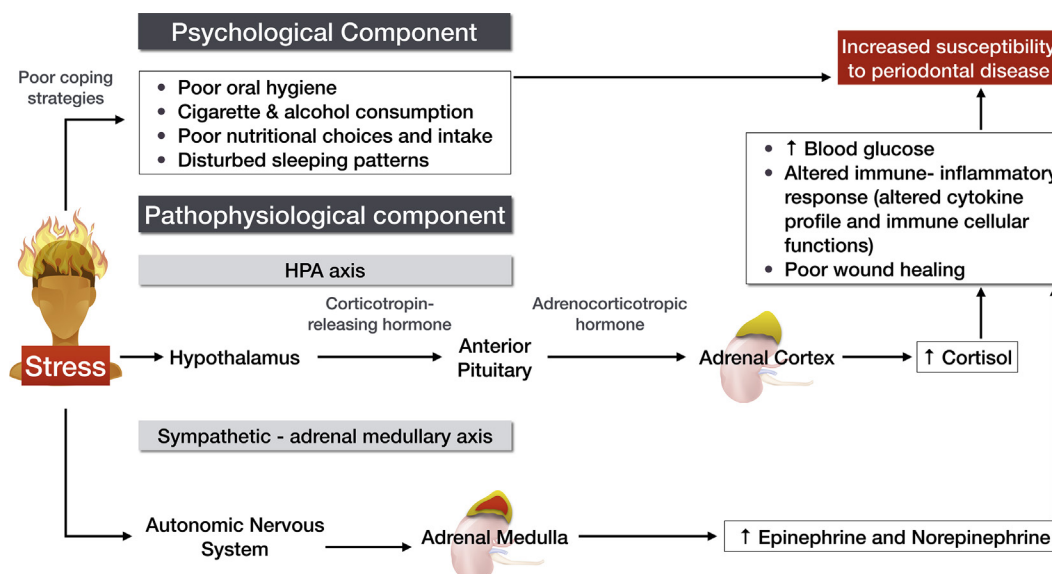 Psychological Component
Poor coping
strategies
• Poor oral hygiene
• Cigarette & alcohol consumption
• Poor nutritional choices and intake
• Disturbed sleeping patterns
Increased susceptibility
to periodontal disease
• ↑ Blood glucose
• Altered immune- inflammatory
response (altered cytokine
profile and immune cellular
functions)
• Poor wound healing
Pathophysiological component
HPA axis
Stress
Hypothalamus
Corticotropin-
releasing hormone
Anterior
Pituitary
Adrenocorticotropic
hormone
Adrenal Cortex
↑ Cortisol
Sympathetic - adrenal medullary axis
Autonomic Nervous
System
Adrenal Medulla
↑ Epinephrine and Norepinephrine